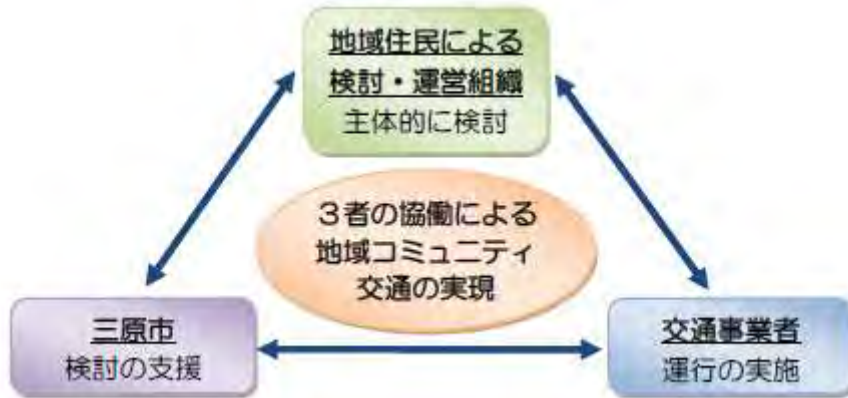 地域住民による
検討・運営組織
主体的に検討
３者の協働による
地域コミュニティ
交通の実現
三原市
検討の支援
交通事業者
運行の実施